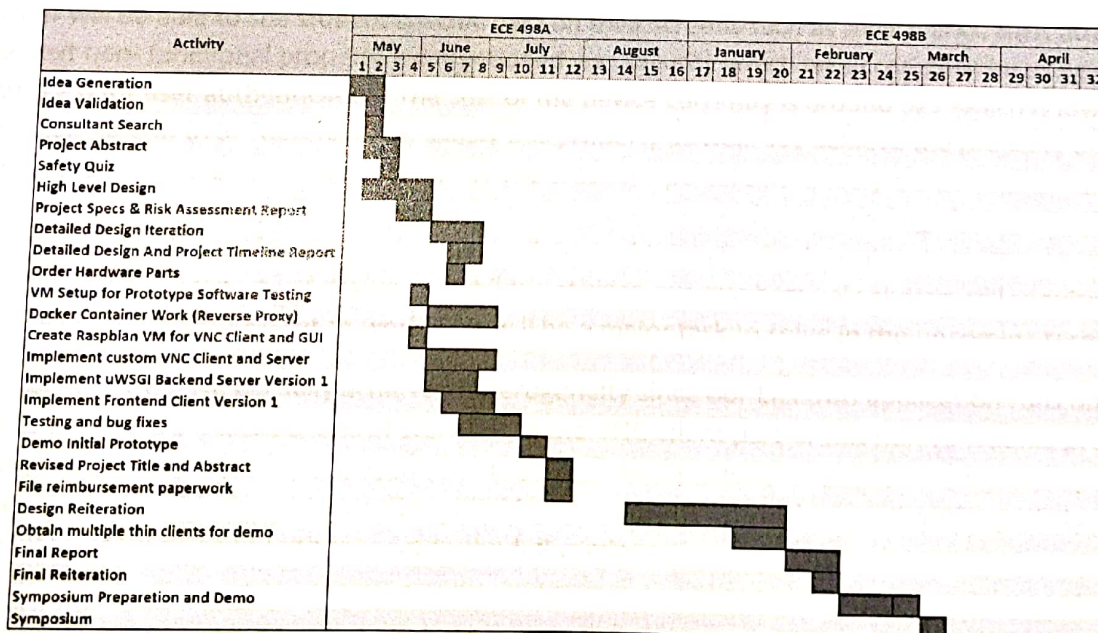 Activity
ECE 498A ECE 498B
May June July August January February March April
1 2 3 4 5 6 7 8 9 10 11 12 13 14 15 16 17 18 19 20 21 22 23 24 25 26 27 28 29 30 31 32
Idea Generation
Idea Validation
Consultant Search
Project Abstract
Safety Quiz
High Level Design
Project Specs & Risk Assessment Report
Detailed Design Iteration
Detailed Design And Project Timeline Report
Order Hardware Parts
VM Setup for Prototype Software Testing
Docker Container Work (Reverse Proxy)
Create Raspbian VM for VNC Client and GUI
Implement custom VNC Client and Server
Implement uWSGI Backend Server Version 1
Implement Frontend Client Version 1
Testing and bug fixes
Demo Initial Prototype
Revised Project Title and Abstract
File reimbursement paperwork
Design Reiteration
Obtain multiple thin clients for demo
Final Report
Final Reiteration
Symposium Preparetion and Demo
Symposium